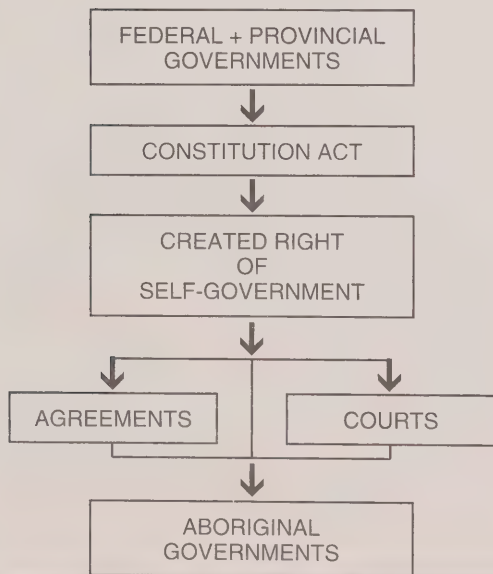 FEDERAL + PROVINCIAL
GOVERNMENTS
CONSTITUTION ACT
CREATED RIGHT
OF
SELF-GOVERNMENT
AGREEMENTS
COURTS
ABORIGINAL
GOVERNMENTS